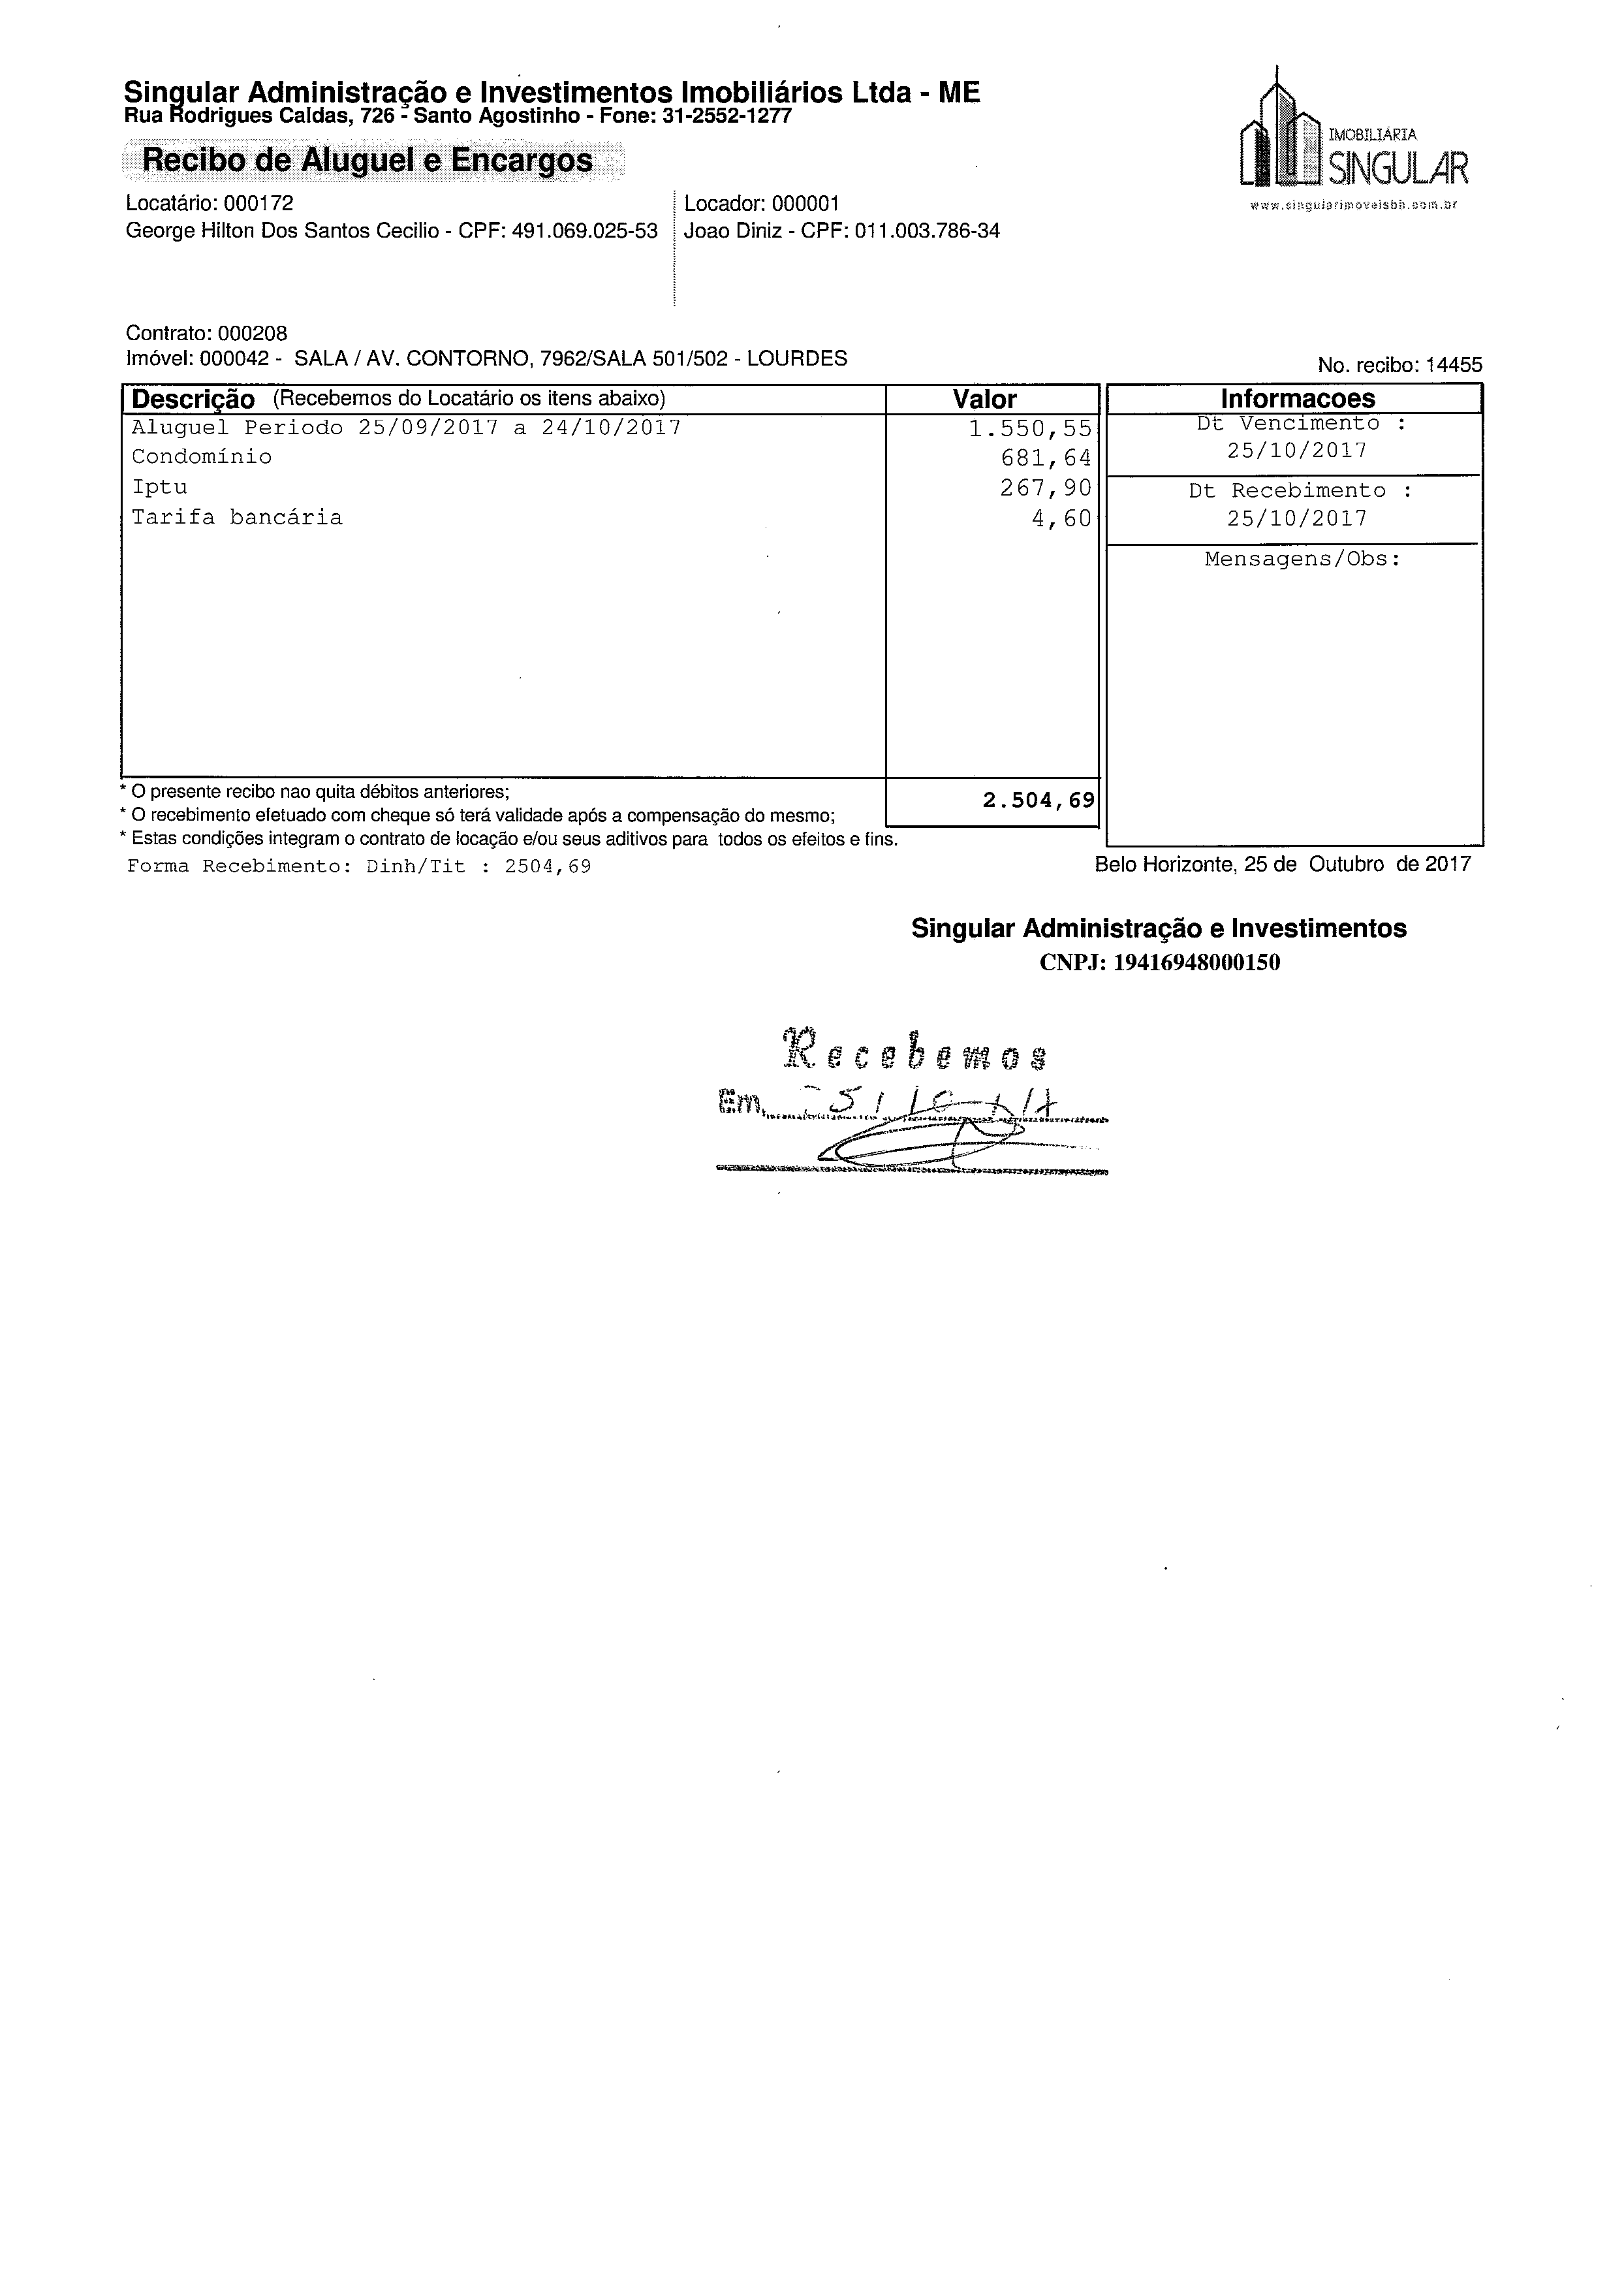 Singular Administração e Investimentos Imobiliários Ltda - ME
Rua Rodrigues Caldas, 726 - Santo Agostinho - Fone: 31-2552-1277
IMOBILIÁRIA
SINGULAR
www.singularimoveisbh.com.br
Recibo de Aluguel e Encargos
Locatário: 000172
George Hilton Dos Santos Cecilio - CPF: 491.069.025-53
Locador: 000001
Joao Diniz - CPF: 011.003.786-34
Contrato: 000208
Imóvel: 000042 - SALA / AV. CONTORNO, 7962/SALA 501/502 - LOURDES
No. recibo: 14455
Descrição (Recebemos do Locatário os itens abaixo) Valor
Aluguel Periodo 25/09/2017 a 24/10/2017 1.550,55
Condomínio 681,64
Iptu 267,90
Tarifa bancária 4,60
2.504,69
Informacoes
Dt Vencimento :
25/10/2017
Dt Recebimento :
25/10/2017
Mensagens/Obs:
* O presente recibo nao quita débitos anteriores;
* O recebimento efetuado com cheque só terá validade após a compensação do mesmo;
* Estas condições integram o contrato de locação e/ou seus aditivos para todos os efeitos e fins.
Forma Recebimento: Dinh/Tit : 2504,69
Belo Horizonte, 25 de Outubro de 2017
Singular Administração e Investimentos
CNPJ: 19416948000150
Recebemos
Em